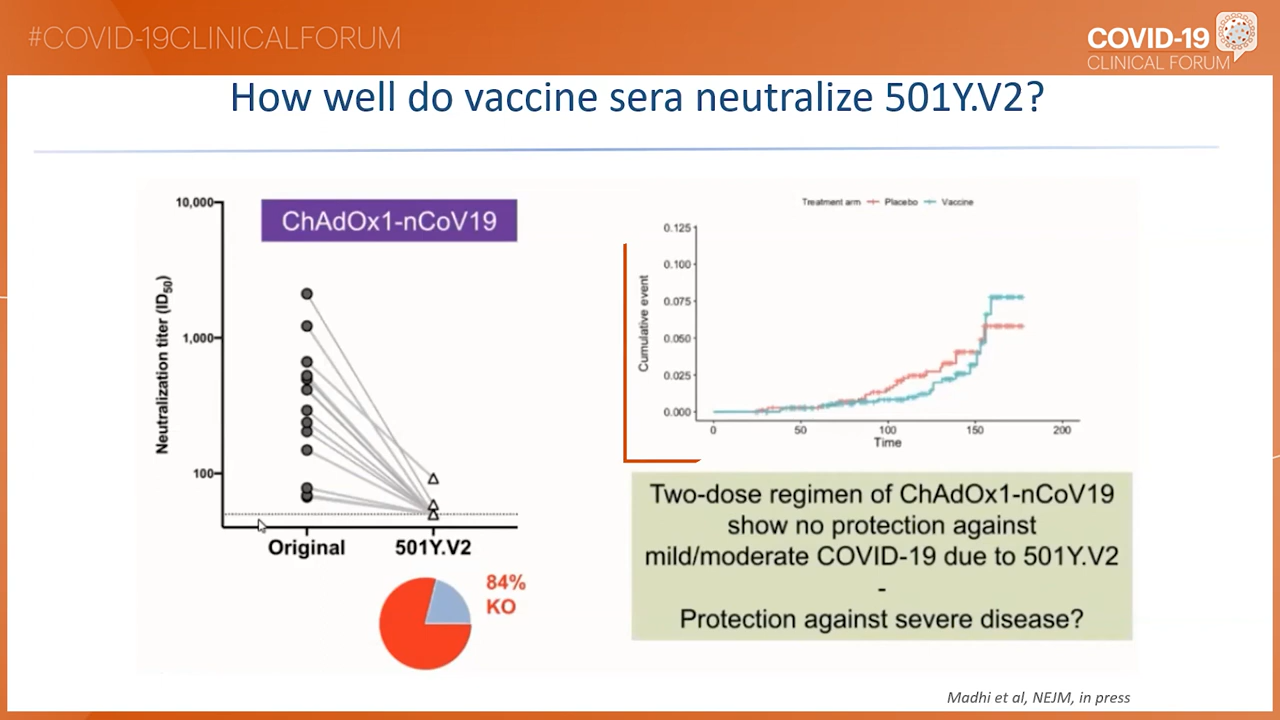 #COVID-19CLINICALFORUM
COVID-19
CLINICAL FORUM
How well do vaccine sera neutralize 501Y.V2?
ChAdOx1-nCoV19
10,000
1,000
100
Neutralization titer (ID50)
Original
501Y.V2
84%
KO
Treatment arm Placebo Vaccine
0.125
0.100
0.075
0.050
0.025
0.000
Cumulative event
0 50 100 150 200
Time
Two-dose regimen of ChAdOx1-nCoV19
show no protection against
mild/moderate COVID-19 due to 501Y.V2
-
Protection against severe disease?
Madhi et al, NEJM, in press